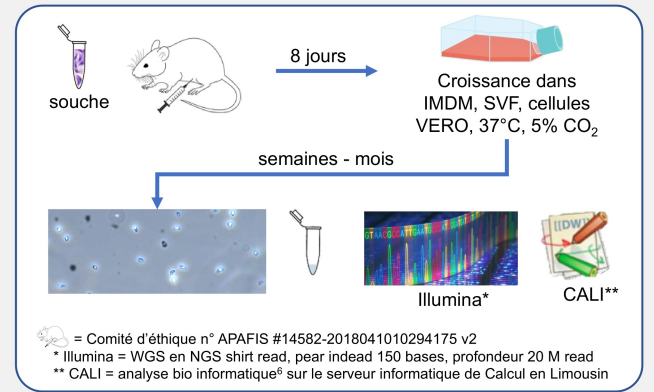 souche
8 jours
Croissance dans
IMDM, SVF, cellules
VERO, 37°C, 5% CO₂
semaines - mois
GTAACGCCATTGAATG
[[DW]]
Illumina*
CALI**
= Comité d'éthique n° APAFIS #14582-2018041010294175 v2
* Illumina = WGS en NGS shirt read, pear indead 150 bases, profondeur 20 M read
** CALI = analyse bio informatique⁶ sur le serveur informatique de Calcul en Limousin